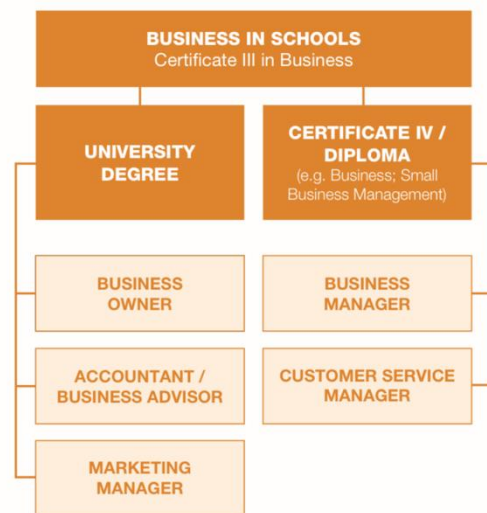 BUSINESS IN SCHOOLS
Certificate III in Business
UNIVERSITY
DEGREE
CERTIFICATE IV /
DIPLOMA
(e.g. Business; Small
Business Management)
BUSINESS
OWNER
BUSINESS
MANAGER
ACCOUNTANT /
BUSINESS ADVISOR
CUSTOMER SERVICE
MANAGER
MARKETING
MANAGER